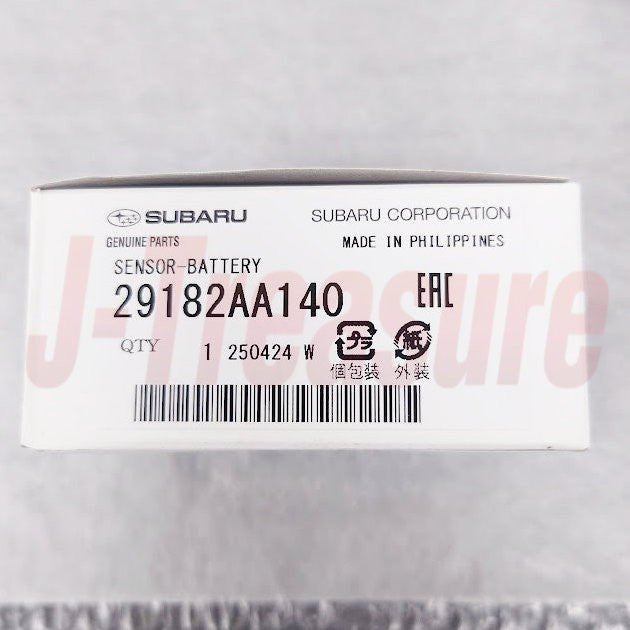 SUBARU SUBARU CORPORATION
GENUINE PARTS MADE IN PHILIPPINES
SENSOR-BATTERY
29182AA140 EAC
QTY 1 250424 W プラ 紙
個包装 外装
J-Treasure